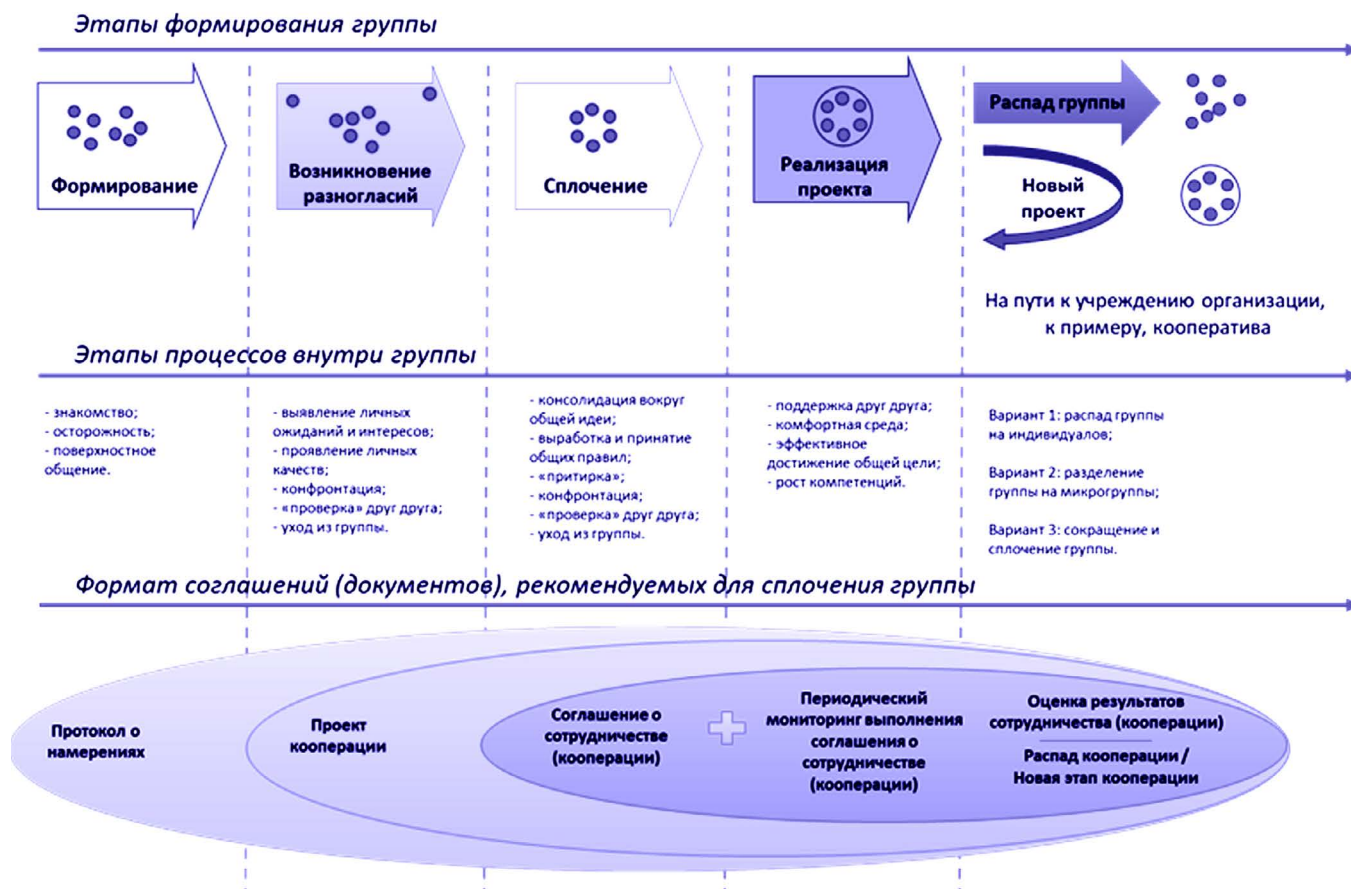 Этапы формирования группы
Формирование
Возникновение
разногласий
Сплочение
Реализация
проекта
Распад группы
Новый
проект
На пути к учреждению организации,
к примеру, кооператива
Этапы процессов внутри группы
- знакомство;
- осторожность;
- поверхностное
общение.
- выявление личных
ожиданий и интересов;
- проявление личных
качеств;
- конфронтация;
- «проверка» друг друга;
- уход из группы.
- консолидация вокруг
общей идеи;
- выработка и принятие
общих правил;
- «притирка»;
- конфронтация;
- «проверка» друг друга;
- уход из группы.
- поддержка друг друга;
- комфортная среда;
- эффективное
достижение общей цели;
- рост компетенций.
Вариант 1: распад группы
на индивидуалов;
Вариант 2: разделение
группы на микрогруппы;
Вариант 3: сокращение и
сплочение группы.
Формат соглашений (документов), рекомендуемых для сплочения группы
Протокол о
намерениях
Проект
кооперации
Соглашение о
сотрудничестве
(кооперации)
Периодический
мониторинг выполнения
соглашения о
сотрудничестве
(кооперации)
Оценка результатов
сотрудничества (кооперации)
Распад кооперации /
Новая этап кооперации